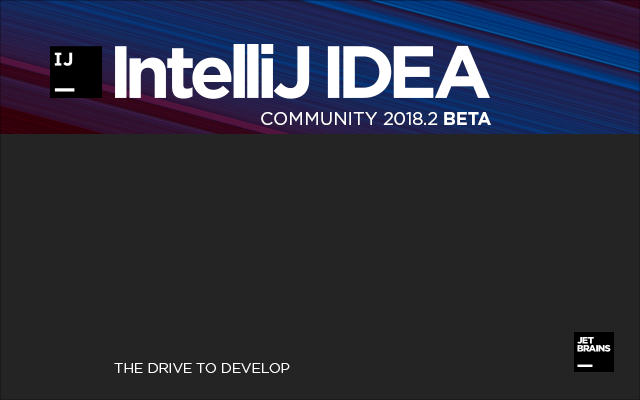 IJ
IntelliJ IDEA
COMMUNITY 2018.2 BETA
THE DRIVE TO DEVELOP
JET
BRAINS